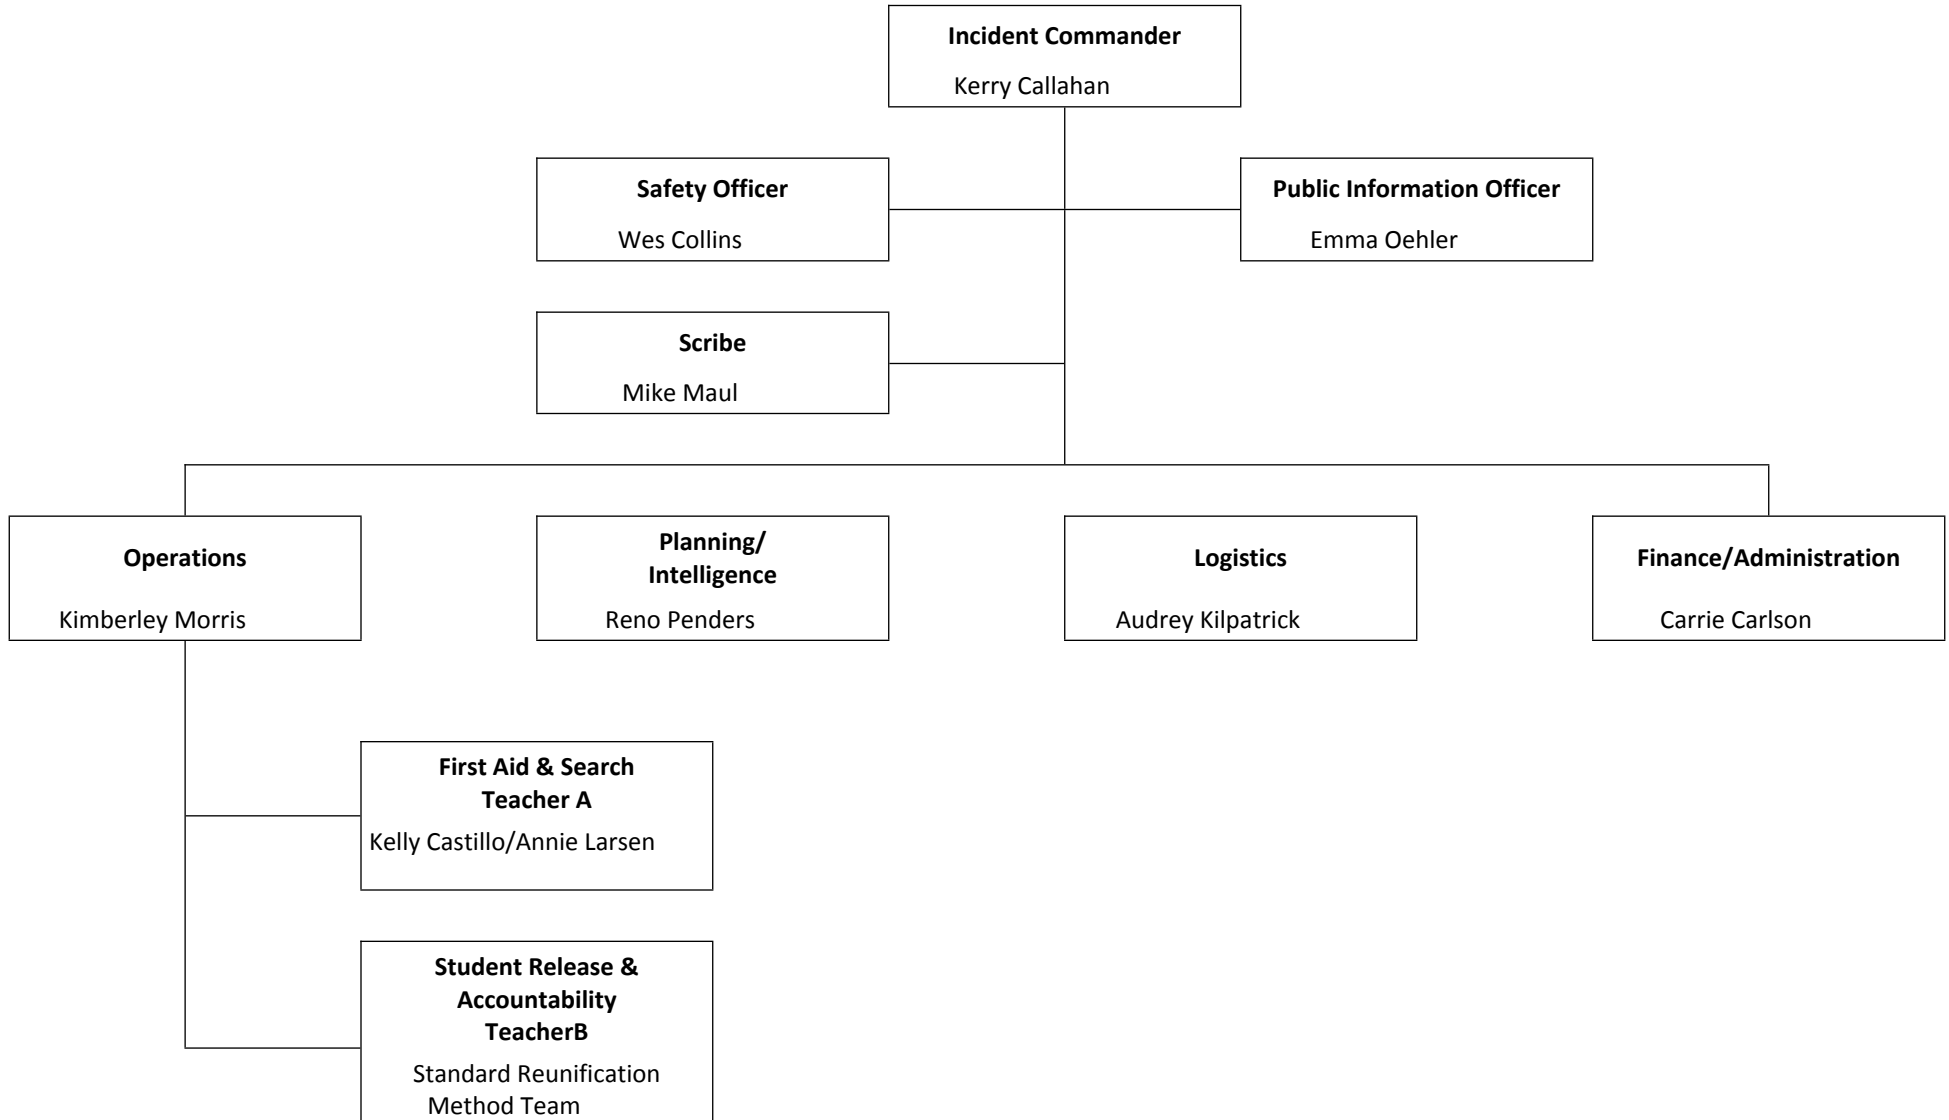 Incident Commander
Kerry Callahan
Safety Officer
Wes Collins
Public Information Officer
Emma Oehler
Scribe
Mike Maul
Operations
Kimberley Morris
Planning/
Intelligence
Reno Penders
Logistics
Audrey Kilpatrick
Finance/Administration
Carrie Carlson
First Aid & Search
Teacher A
Kelly Castillo/Annie Larsen
Student Release &
Accountability
TeacherB
Standard Reunification
Method Team